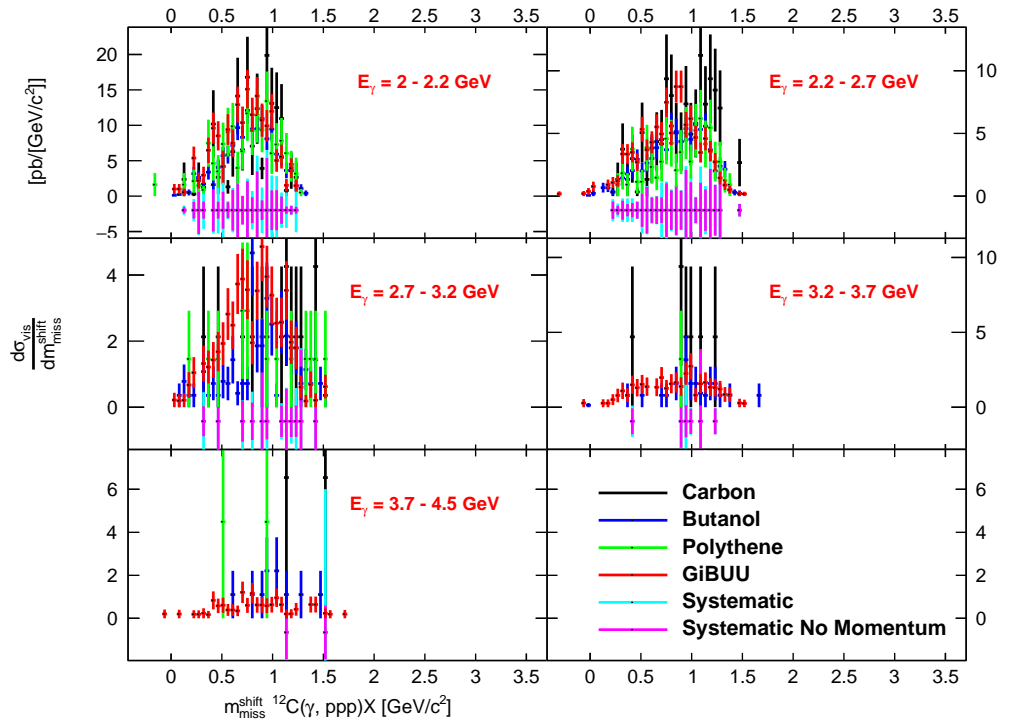 0 0.5 1 1.5 2 2.5 3 3.5 0 0.5 1 1.5 2 2.5 3 3.5
[pb/[GeV/c²]]
20
15
10
5
0
−5
E_γ = 2 - 2.2 GeV
E_γ = 2.2 - 2.7 GeV
10
5
0
dσ_vis
dm_miss^shift
4
2
0
E_γ = 2.7 - 3.2 GeV
E_γ = 3.2 - 3.7 GeV
10
5
0
6
4
2
0
E_γ = 3.7 - 4.5 GeV
Carbon
Butanol
Polythene
GiBUU
Systematic
Systematic No Momentum
6
4
2
0
0 0.5 1 1.5 2 2.5 3 3.5 0 0.5 1 1.5 2 2.5 3 3.5
m_miss^shift ¹²C(γ, ppp)X [GeV/c²]